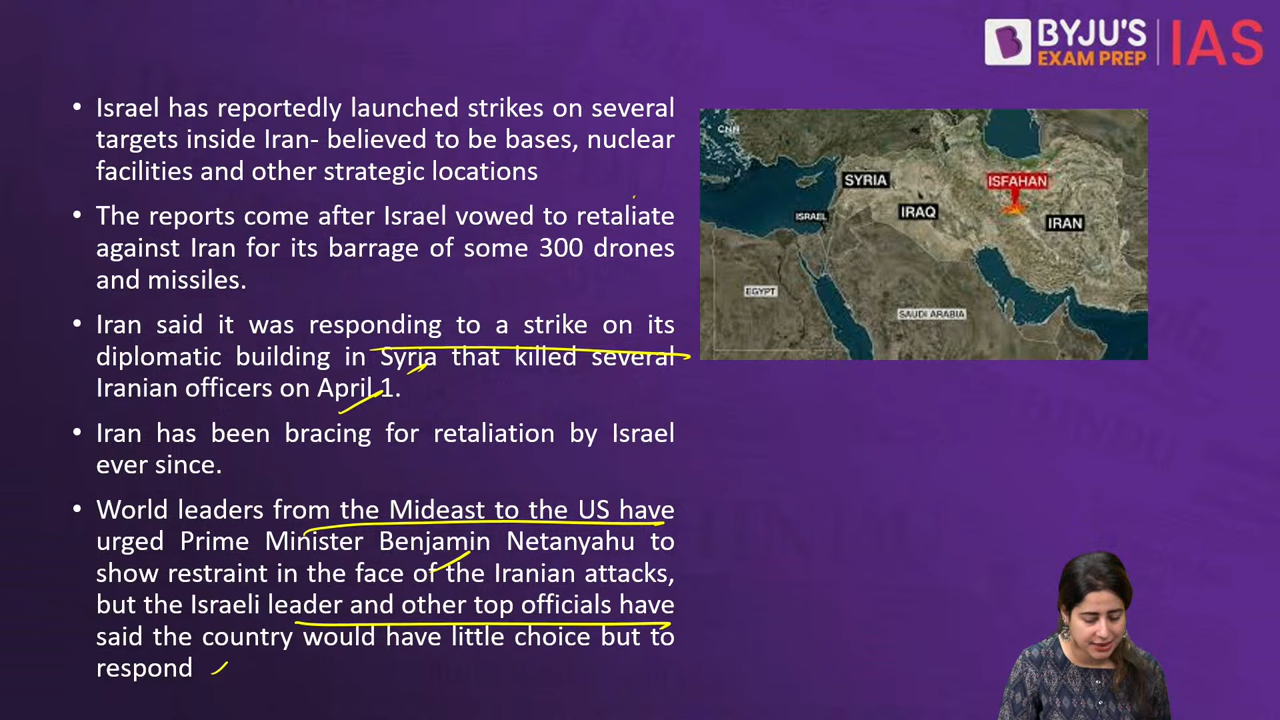 BYJU'S
EXAM PREP
IAS
• Israel has reportedly launched strikes on several
targets inside Iran- believed to be bases, nuclear
facilities and other strategic locations
• The reports come after Israel vowed to retaliate
against Iran for its barrage of some 300 drones
and missiles.
• Iran said it was responding to a strike on its
diplomatic building in Syria that killed several
Iranian officers on April 1.
• Iran has been bracing for retaliation by Israel
ever since.
• World leaders from the Mideast to the US have
urged Prime Minister Benjamin Netanyahu to
show restraint in the face of the Iranian attacks,
but the Israeli leader and other top officials have
said the country would have little choice but to
respond
CNN
SYRIA
ISFAHAN
ISRAEL
IRAQ
IRAN
EGYPT
SAUDI ARABIA